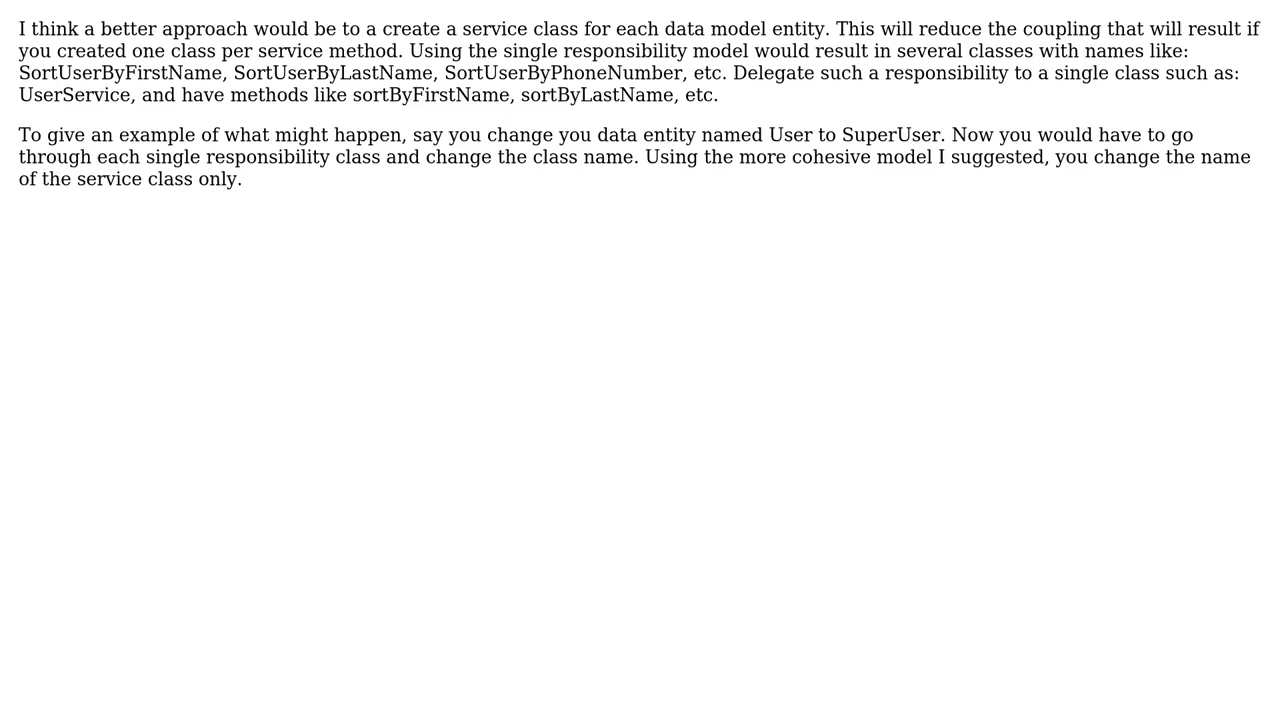 I think a better approach would be to a create a service class for each data model entity. This will reduce the coupling that will result if
you created one class per service method. Using the single responsibility model would result in several classes with names like:
SortUserByFirstName, SortUserByLastName, SortUserByPhoneNumber, etc. Delegate such a responsibility to a single class such as:
UserService, and have methods like sortByFirstName, sortByLastName, etc.
To give an example of what might happen, say you change you data entity named User to SuperUser. Now you would have to go
through each single responsibility class and change the class name. Using the more cohesive model I suggested, you change the name
of the service class only.